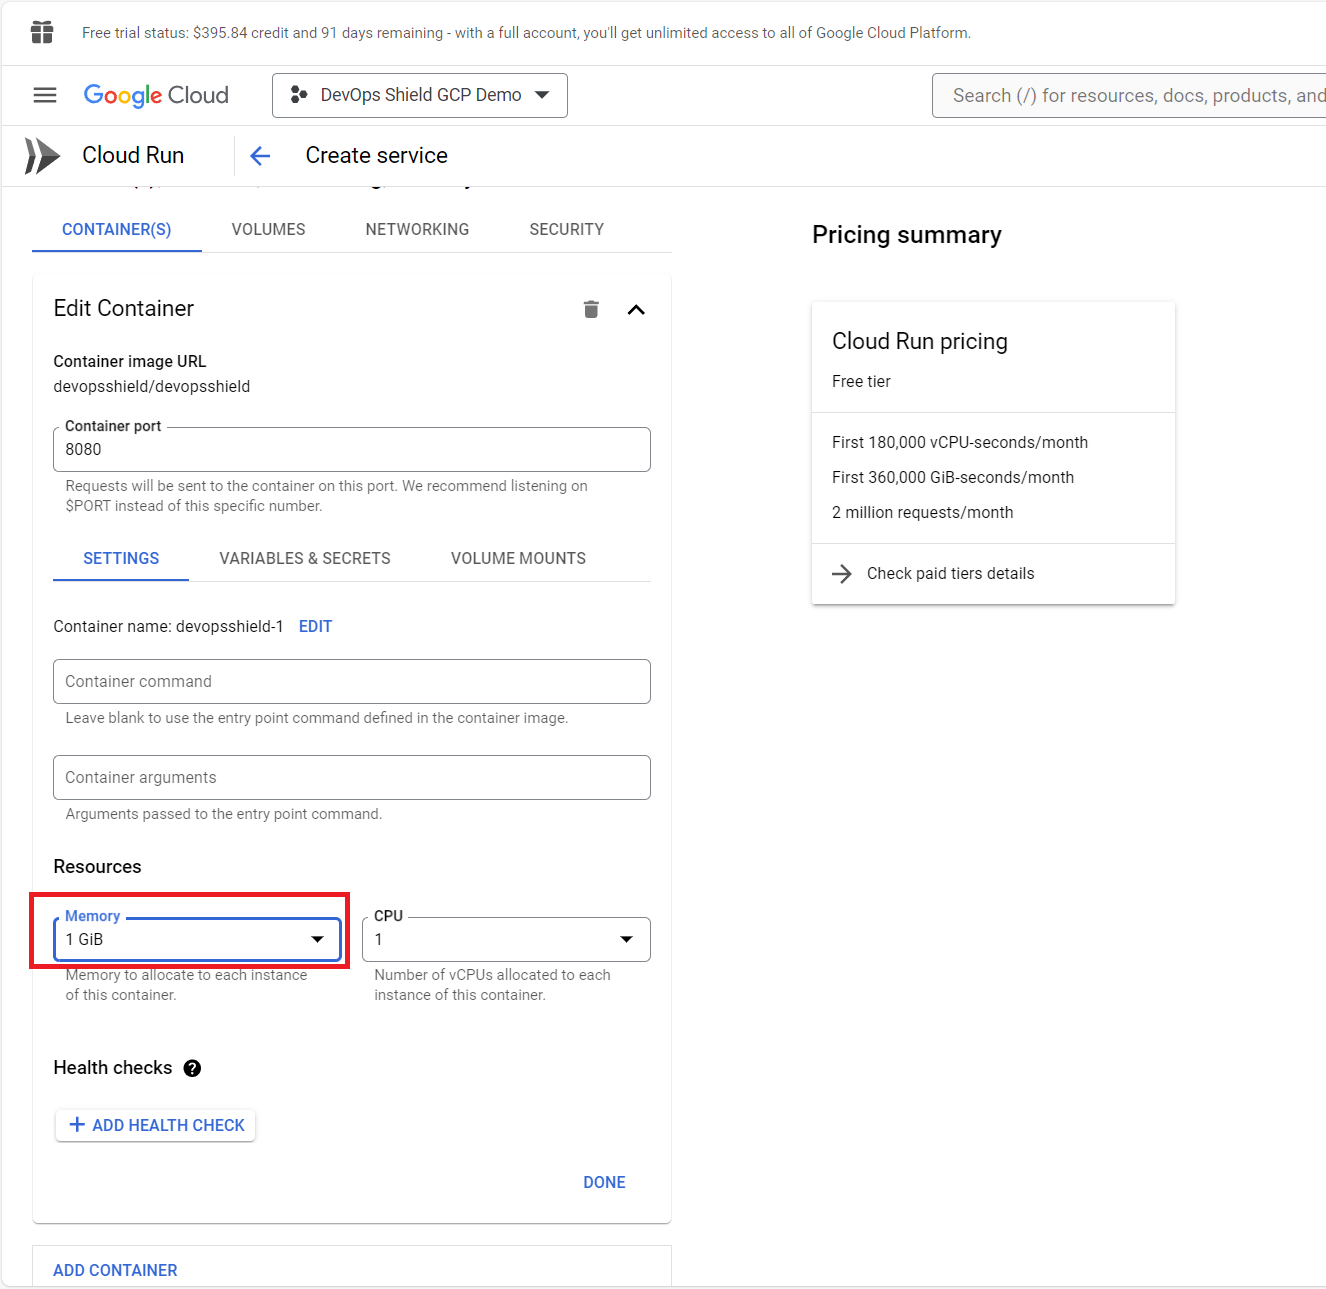 Free trial status: $395.84 credit and 91 days remaining - with a full account, you'll get unlimited access to all of Google Cloud Platform.
Google Cloud
DevOps Shield GCP Demo
Search (/) for resources, docs, products, and
Cloud Run
Create service
CONTAINER(S)
VOLUMES
NETWORKING
SECURITY
Edit Container
Container image URL
devopsshield/devopsshield
Container port
8080
Requests will be sent to the container on this port. We recommend listening on
$PORT instead of this specific number.
SETTINGS
VARIABLES & SECRETS
VOLUME MOUNTS
Container name: devopsshield-1
EDIT
Container command
Leave blank to use the entry point command defined in the container image.
Container arguments
Arguments passed to the entry point command.
Resources
Memory
1 GiB
Memory to allocate to each instance
of this container.
CPU
1
Number of vCPUs allocated to each
instance of this container.
Health checks
ADD HEALTH CHECK
DONE
ADD CONTAINER
Pricing summary
Cloud Run pricing
Free tier
First 180,000 vCPU-seconds/month
First 360,000 GiB-seconds/month
2 million requests/month
Check paid tiers details